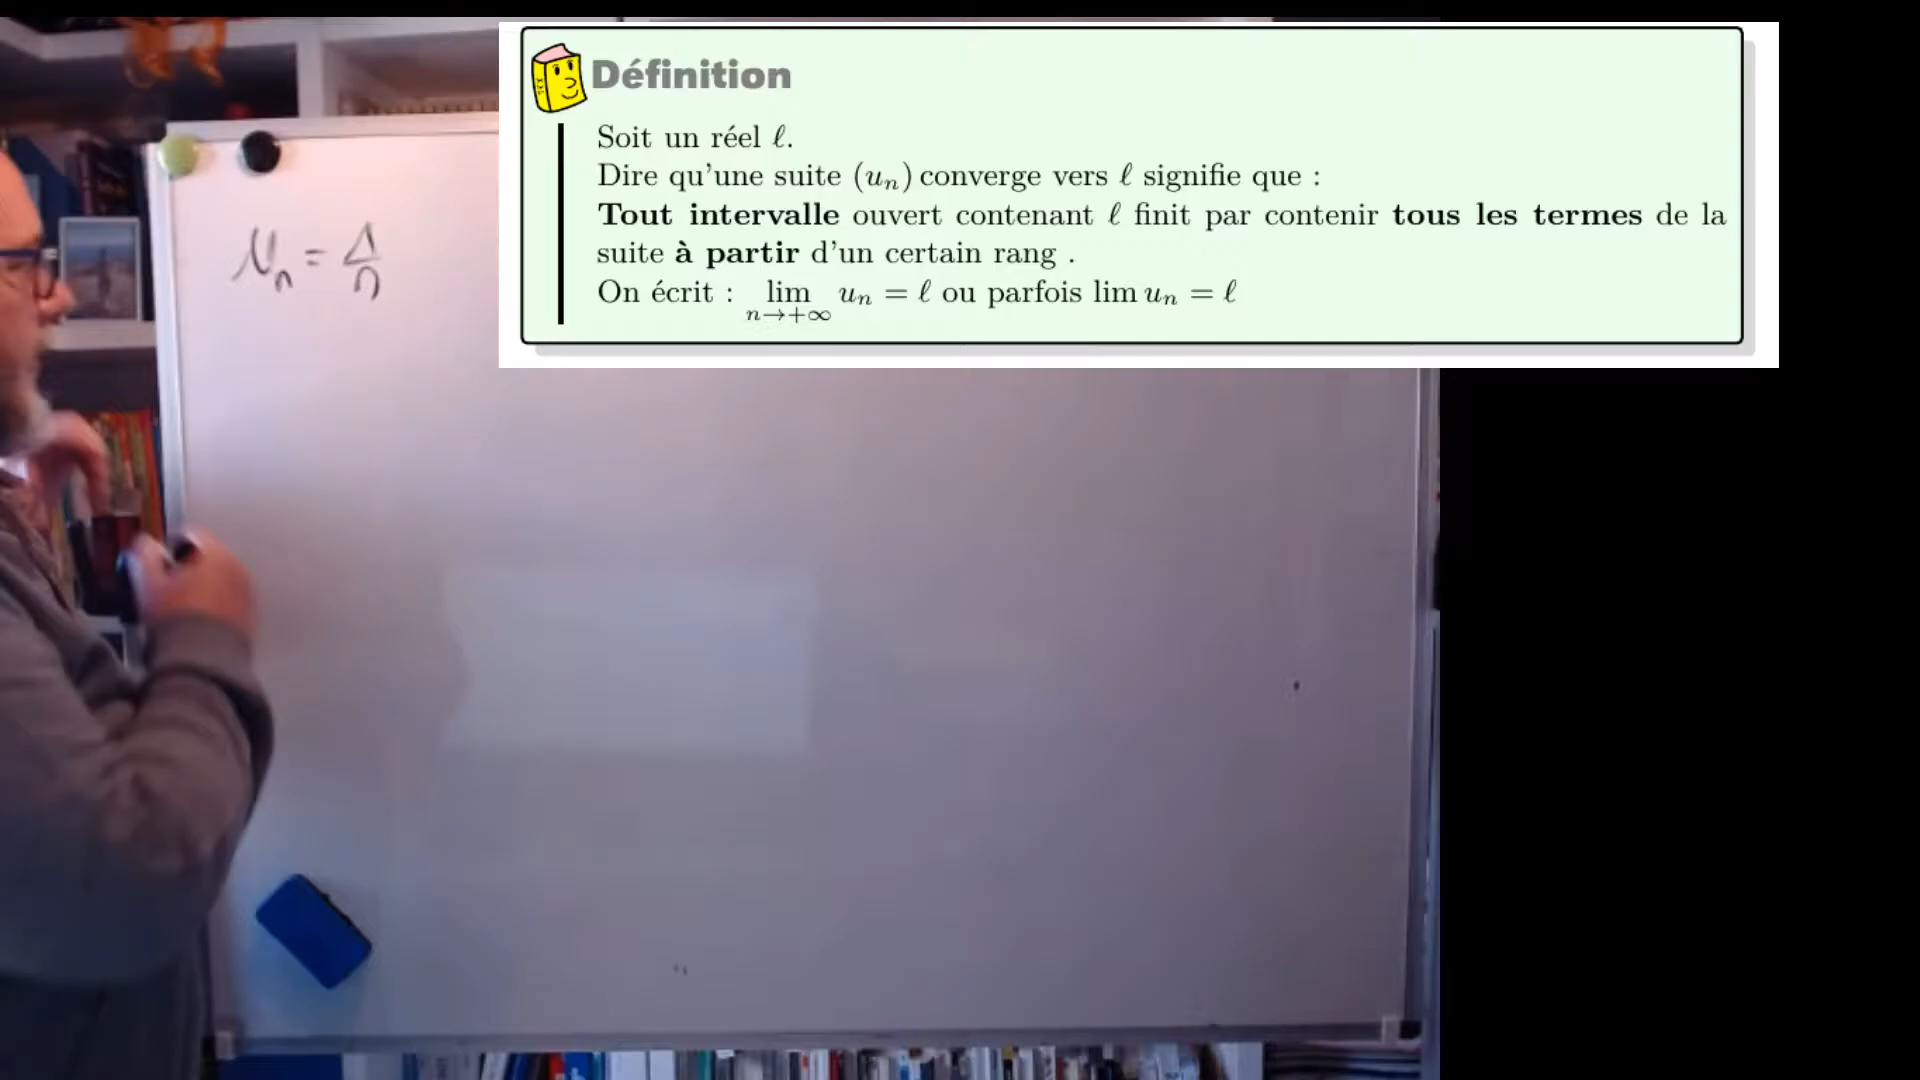 Définition
Soit un réel ℓ.
Dire qu'une suite (uₙ) converge vers ℓ signifie que :
Tout intervalle ouvert contenant ℓ finit par contenir tous les termes de la
suite à partir d'un certain rang .
On écrit : lim uₙ = ℓ ou parfois lim uₙ = ℓ
n→+∞
uₙ = 1/n